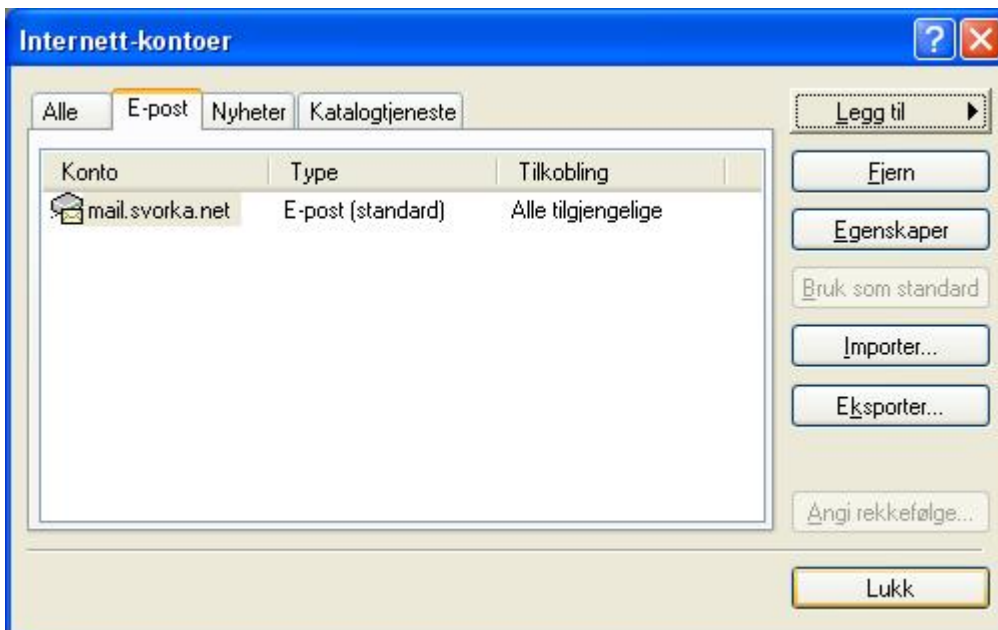 Internett-kontoer
Alle E-post Nyheter Katalogtjeneste
Legg til
Konto Type Tilkobling
Fjern
mail.svorka.net E-post (standard) Alle tilgjengelige
Egenskaper
Bruk som standard
Importer...
Eksporter...
Angi rekkefølge...
Lukk